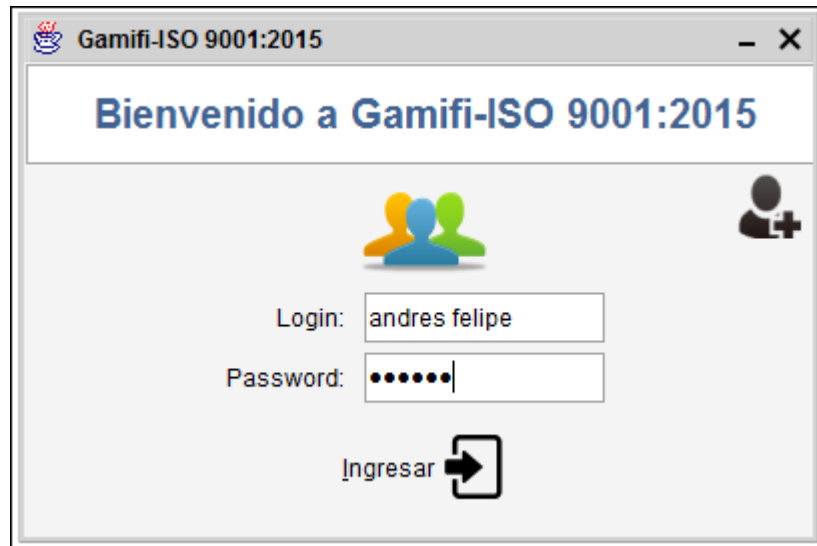 Gamifi-ISO 9001:2015
Bienvenido a Gamifi-ISO 9001:2015
Login: andres felipe
Password: ●●●●●●
Ingresar